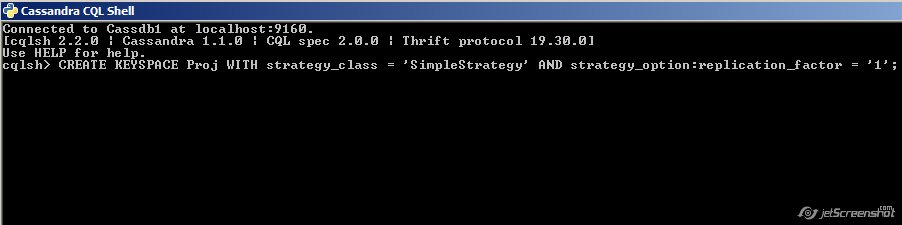 Cassandra CQL Shell
Connected to Cassdb1 at localhost:9160.
[cqlsh 2.2.0 ¦ Cassandra 1.1.0 ¦ CQL spec 2.0.0 ¦ Thrift protocol 19.30.0]
Use HELP for help.
cqlsh> CREATE KEYSPACE Proj WITH strategy_class = 'SimpleStrategy' AND strategy_option:replication_factor = '1';
jetScreenshot.com